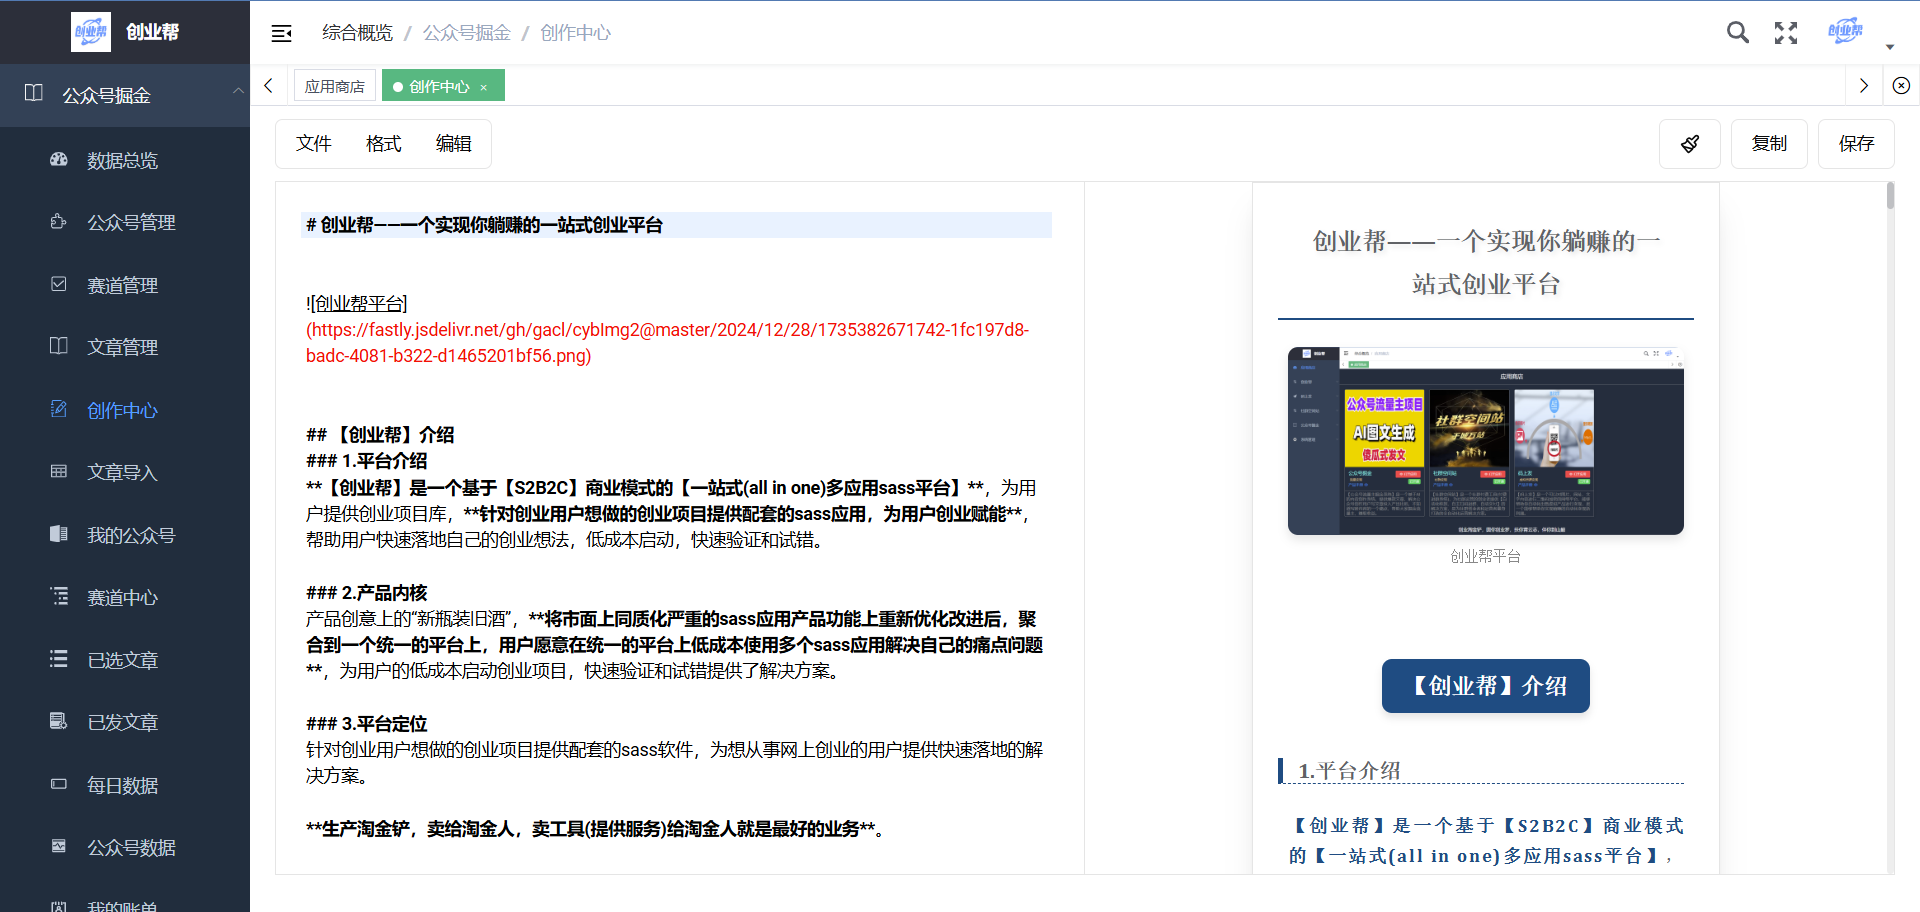 创业帮
综合概览 / 公众号掘金 / 创作中心
创业帮
公众号掘金
应用商店
创作中心 ×
数据总览
公众号管理
赛道管理
文章管理
创作中心
文章导入
我的公众号
赛道中心
已选文章
已发文章
每日数据
公众号数据
我的账单
文件 格式 编辑
复制
保存
# 创业帮——一个实现你躺赚的一站式创业平台
![创业帮平台]
(https://fastly.jsdelivr.net/gh/gacl/cybImg2@master/2024/12/28/1735382671742-1fc197d8-
badc-4081-b322-d1465201bf56.png)
## 【创业帮】介绍
### 1.平台介绍
**【创业帮】是一个基于【S2B2C】商业模式的【一站式(all in one)多应用sass平台】**，为用
户提供创业项目库，**针对创业用户想做的创业项目提供配套的sass应用，为用户创业赋能**，
帮助用户快速落地自己的创业想法，低成本启动，快速验证和试错。
### 2.产品内核
产品创意上的“新瓶装旧酒”，**将市面上同质化严重的sass应用产品功能上重新优化改进后，聚
合到一个统一的平台上，用户愿意在统一的平台上低成本使用多个sass应用解决自己的痛点问题
**，为用户的低成本启动创业项目，快速验证和试错提供了解决方案。
### 3.平台定位
针对创业用户想做的创业项目提供配套的sass软件，为想从事网上创业的用户提供快速落地的解
决方案。
**生产淘金铲，卖给淘金人，卖工具(提供服务)给淘金人就是最好的业务**。
创业帮——一个实现你躺赚的一
站式创业平台
应用商店
公众号流量主项目
AI图文生成
傻瓜式发文
社群空间站
创业帮平台
【创业帮】介绍
1.平台介绍
【创业帮】是一个基于【S2B2C】商业模式
的【一站式(all in one)多应用sass平台】，